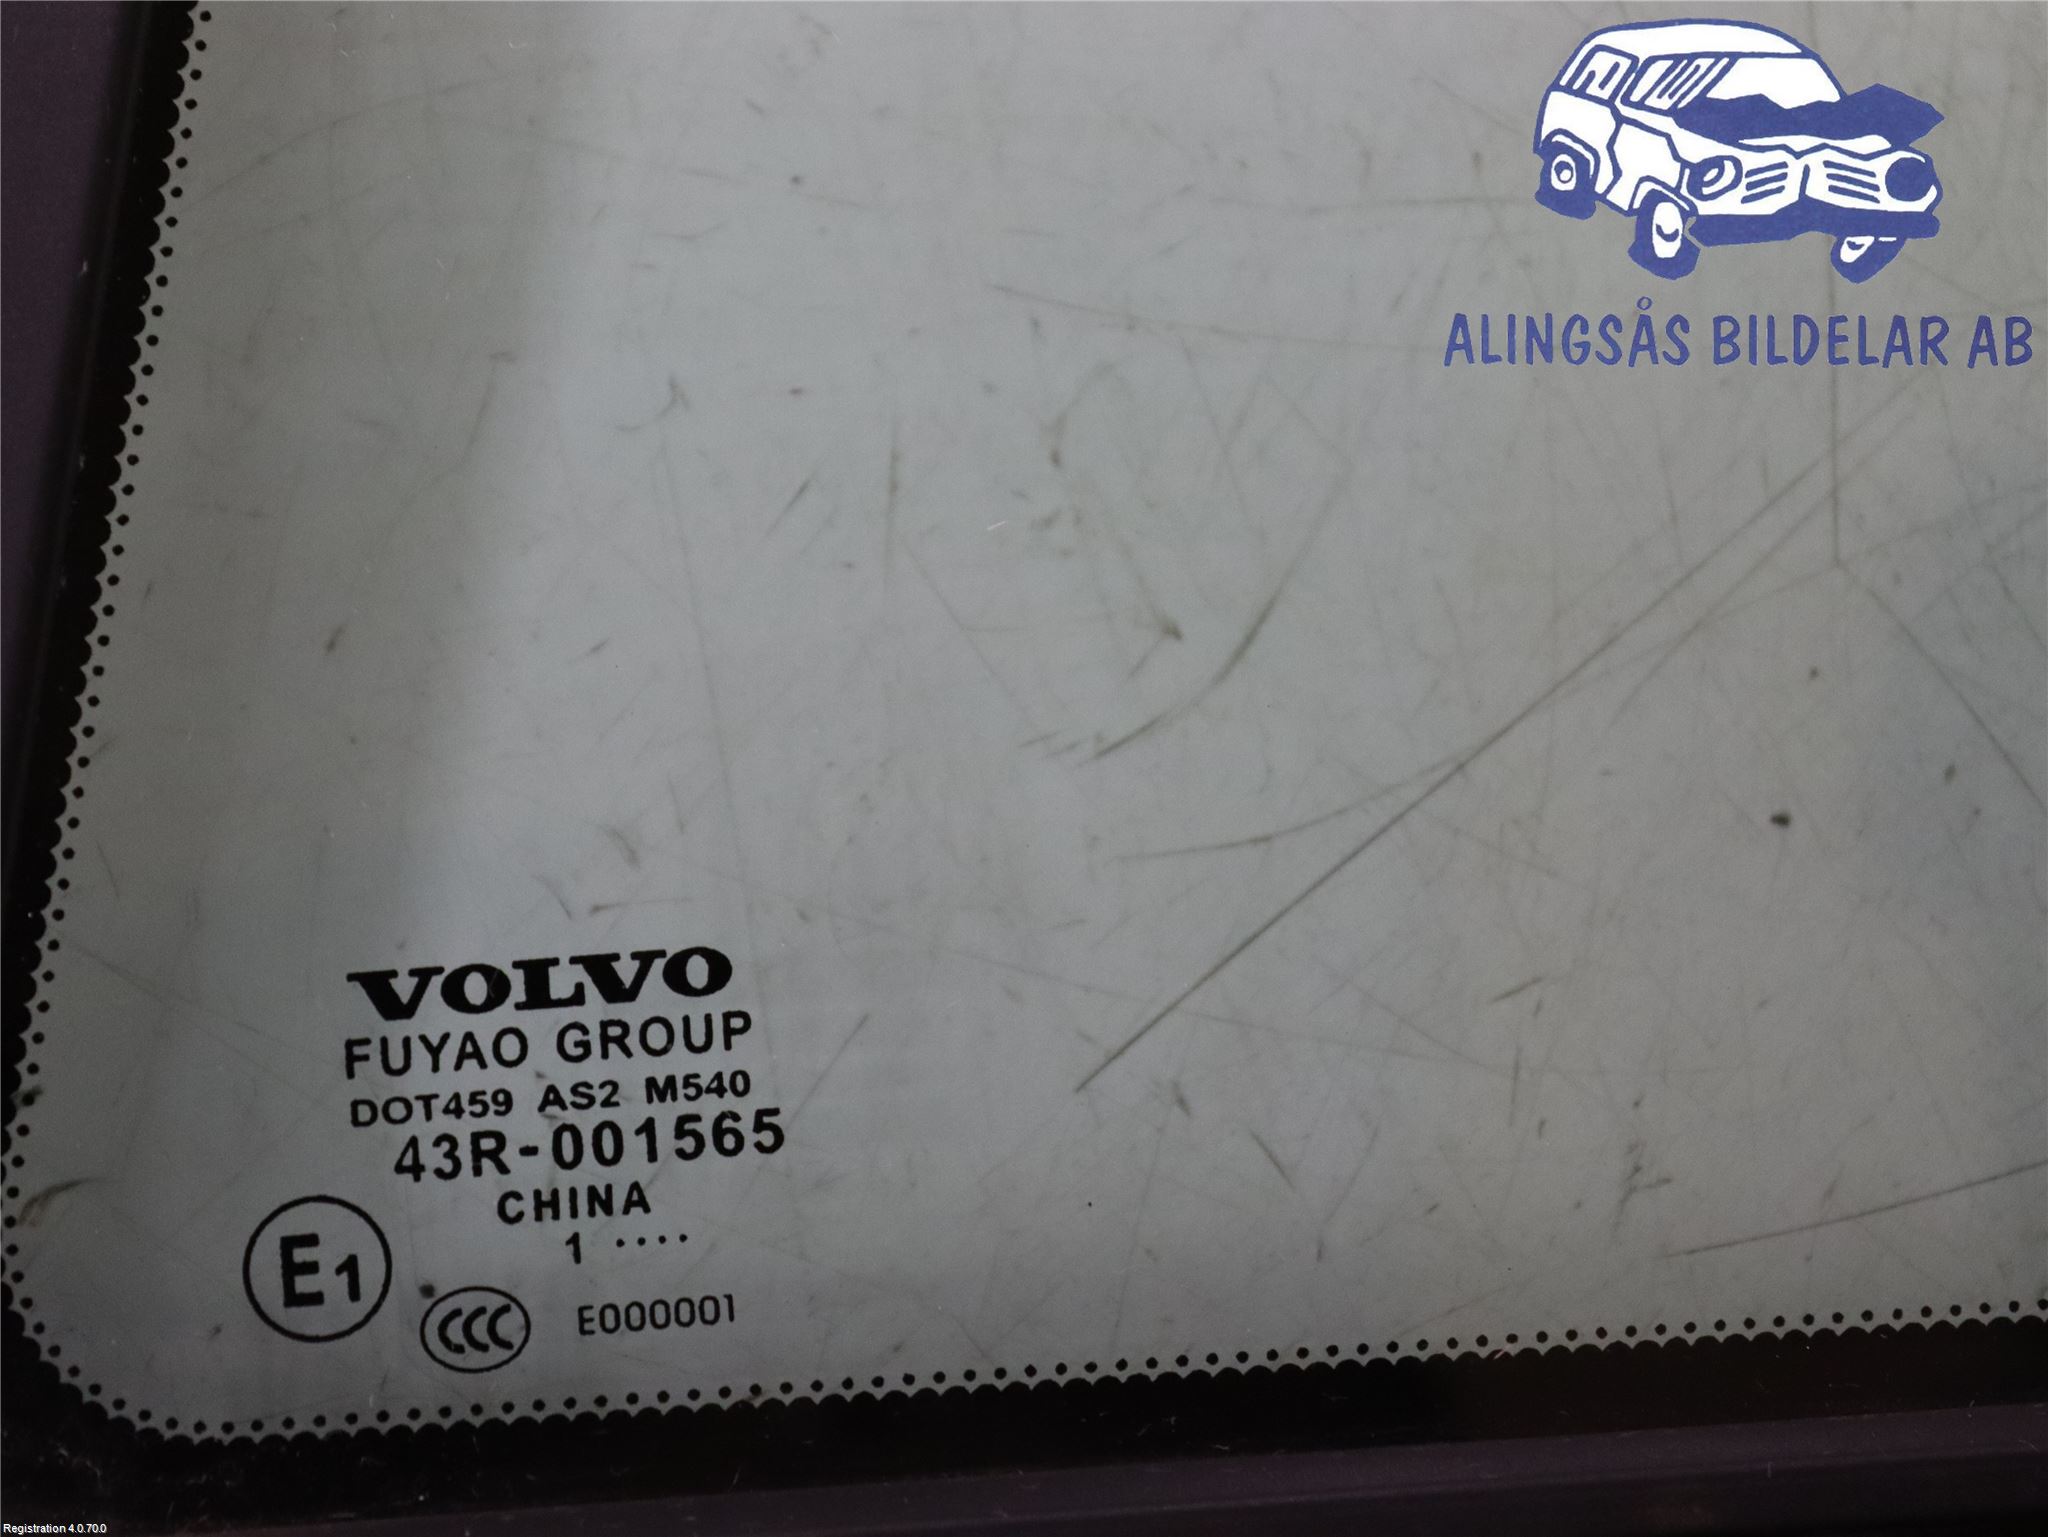 ALINGSÅS BILDELAR AB
VOLVO
FUYAO GROUP
DOT459 AS2 M540
43R-001565
CHINA
1 ····
E1
CCC E000001
Registration 4.0.70.0